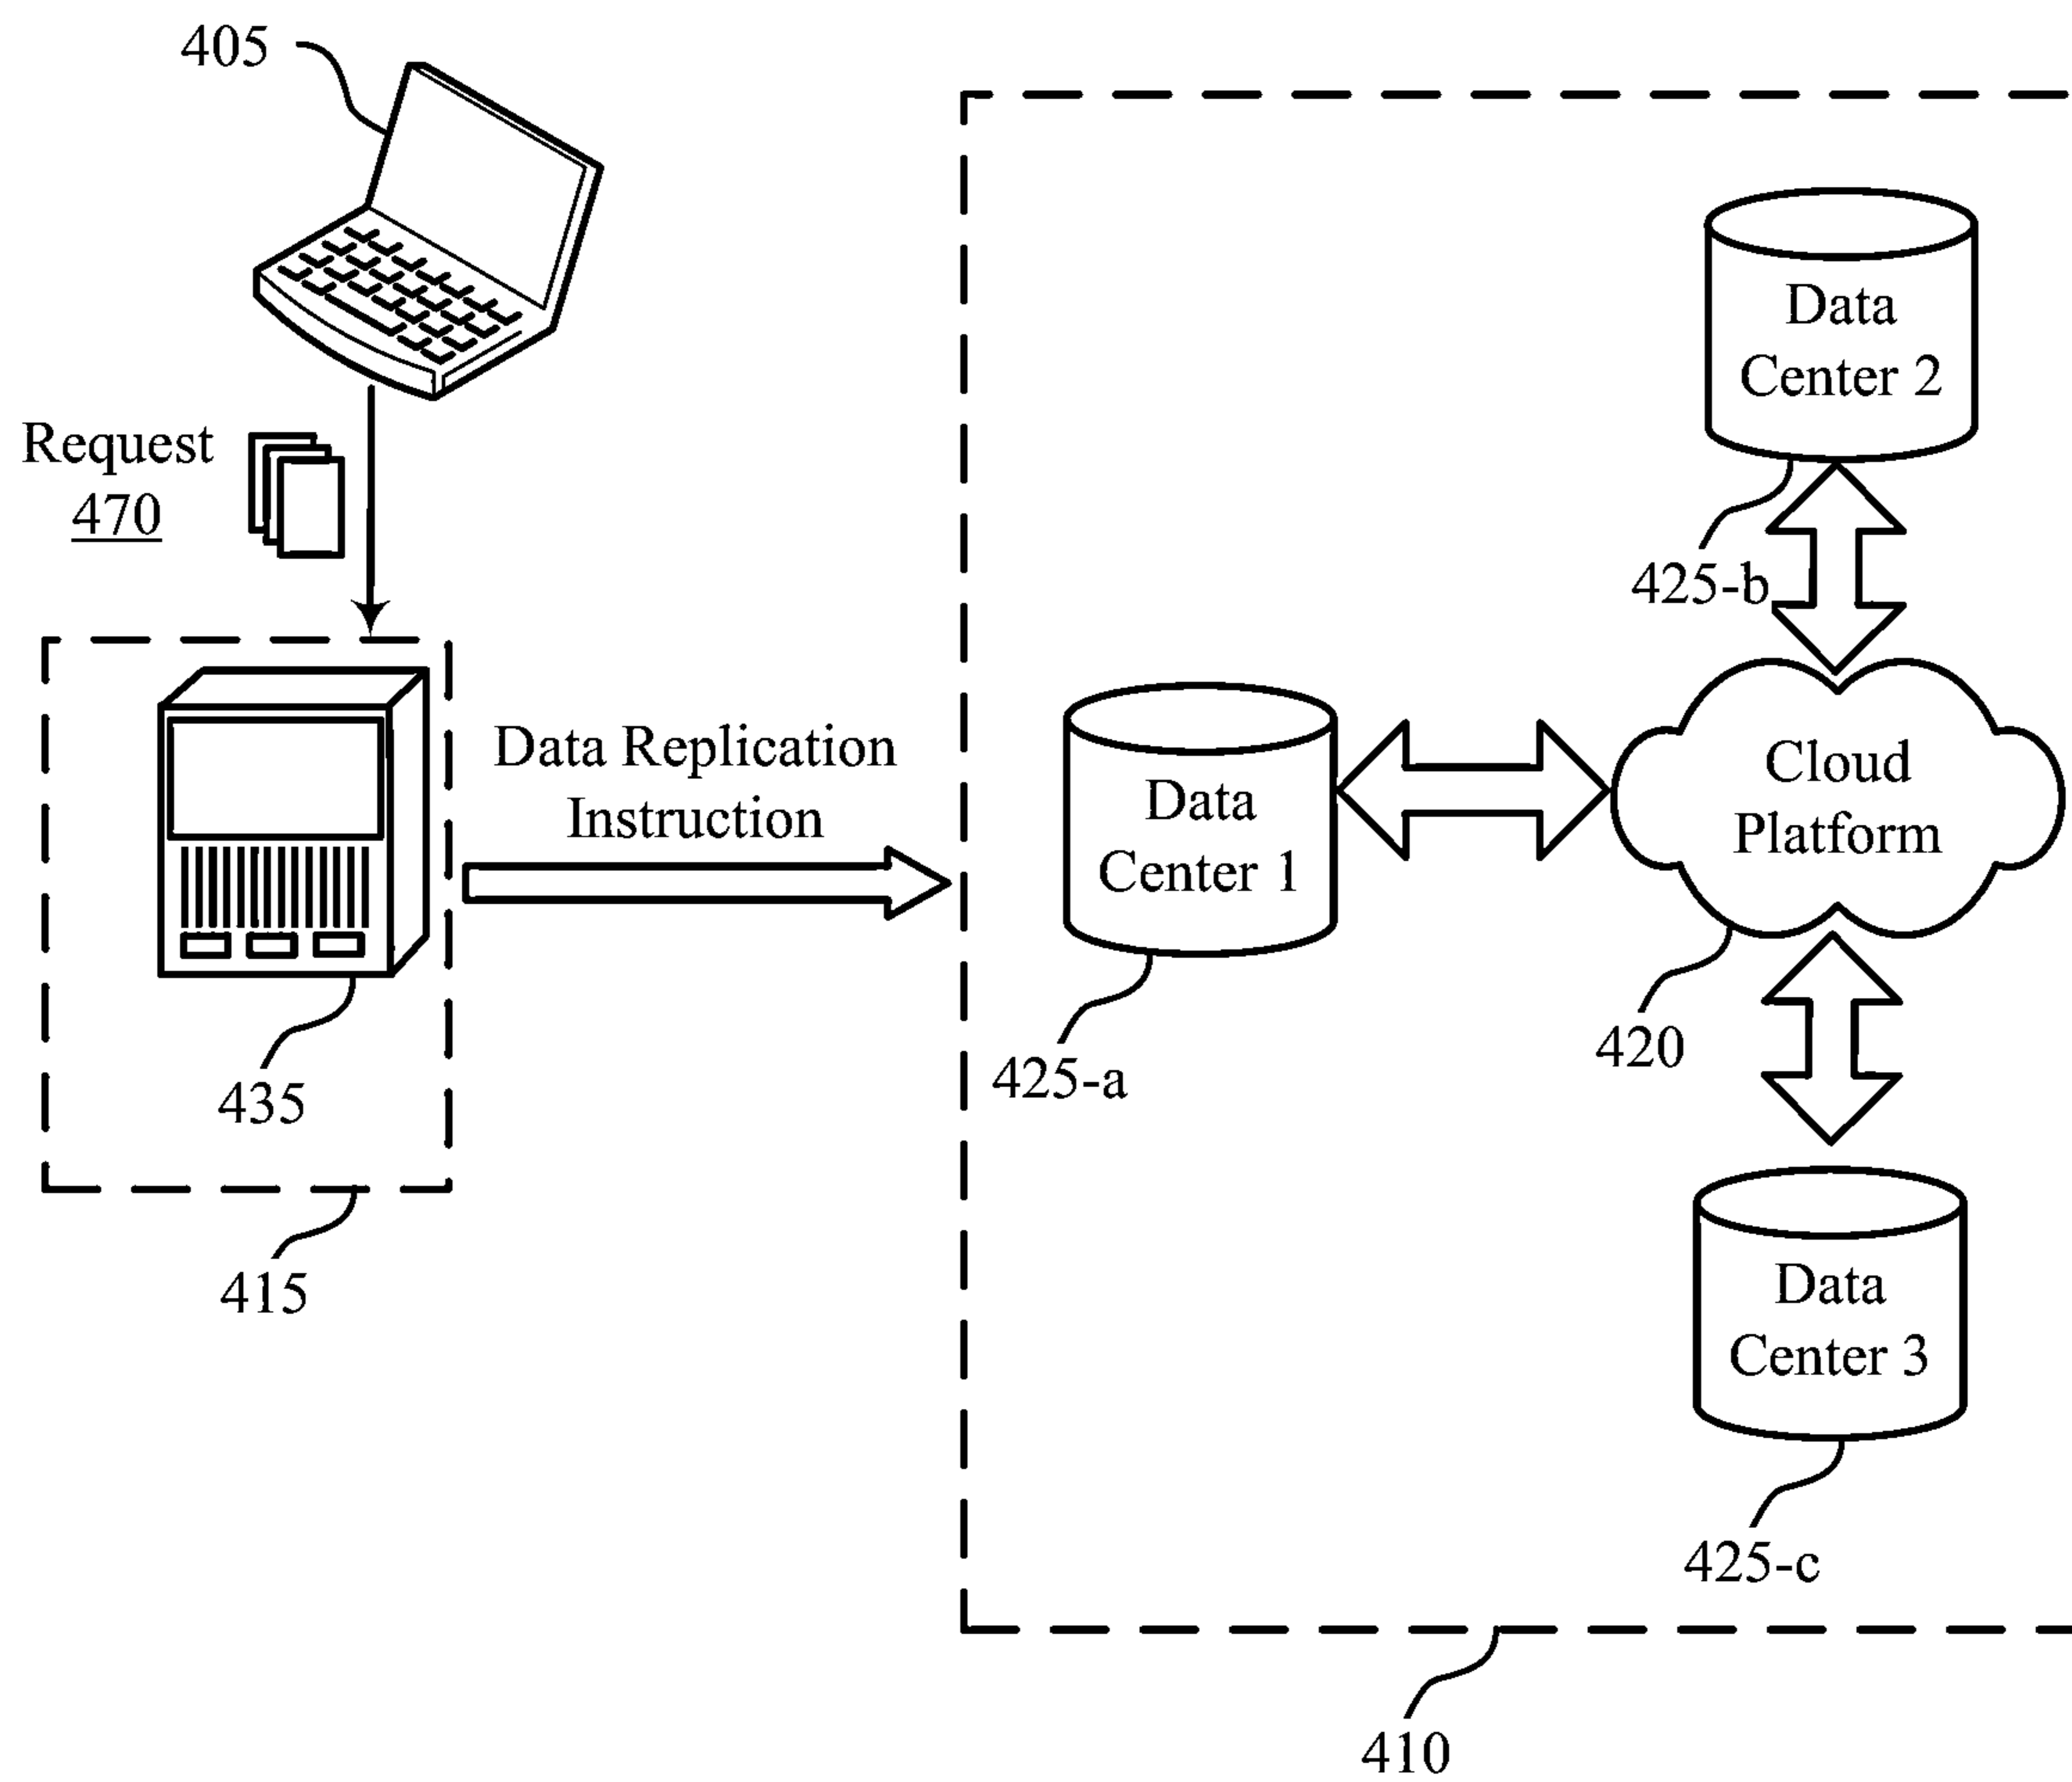 405
Request
470
Data Replication
Instruction
435
415
Data
Center 2
425-b
Data
Center 1
425-a
Cloud
Platform
420
Data
Center 3
425-c
410